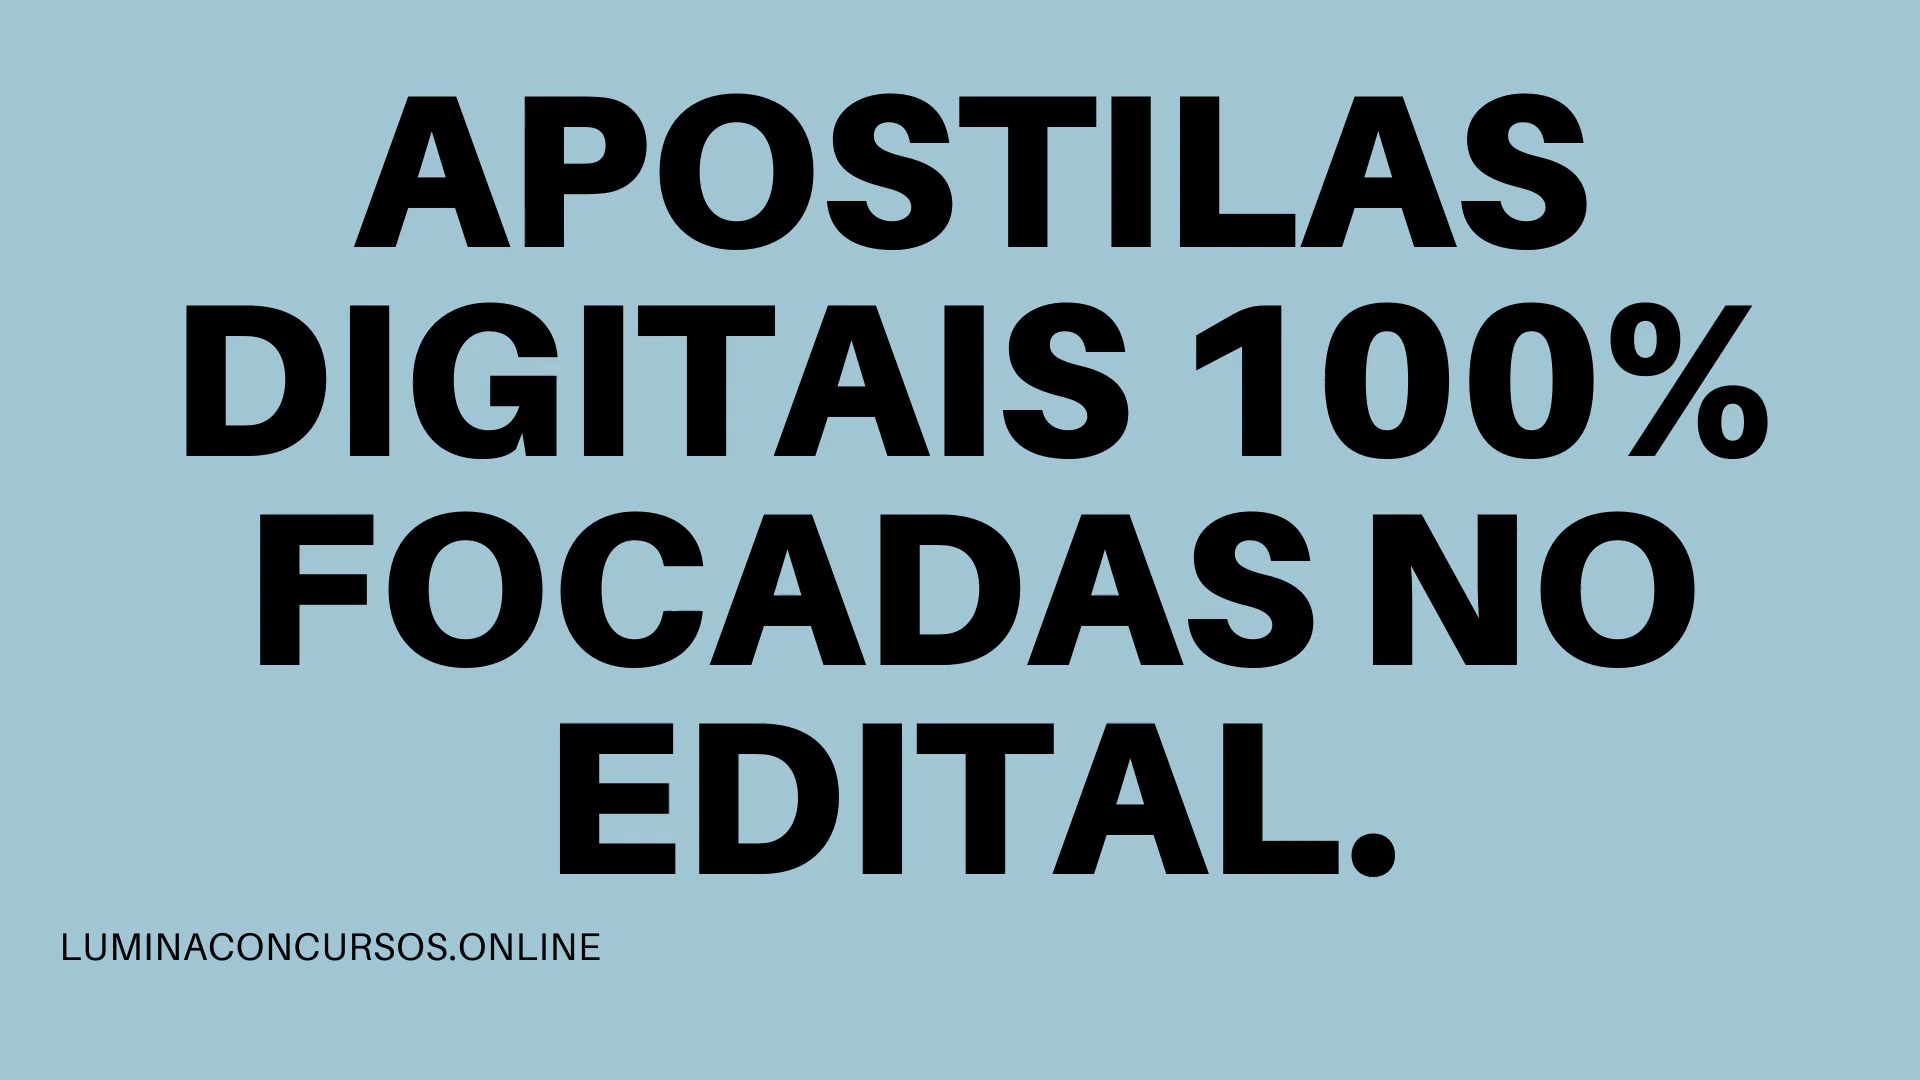 APOSTILAS
DIGITAIS 100%
FOCADAS NO
EDITAL.
LUMINACONCURSOS.ONLINE